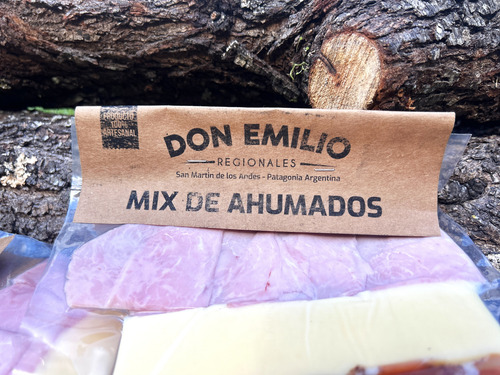 PRODUCTO
100%
ARTESANAL
DON EMILIO
REGIONALES
San Martín de los Andes - Patagonia Argentina
MIX DE AHUMADOS